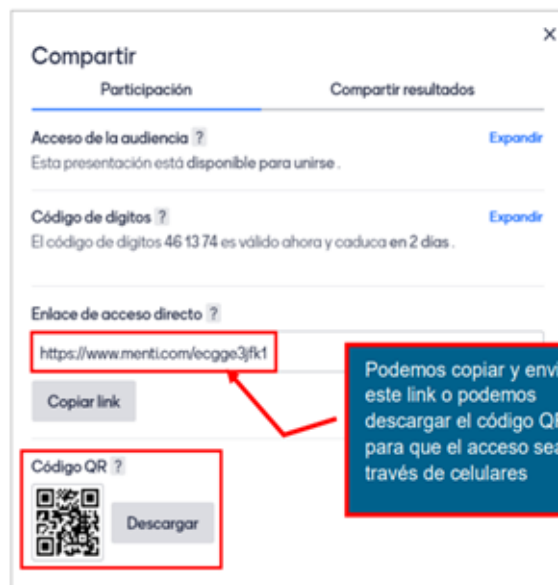 ×
Compartir
Participación Compartir resultados
Acceso de la audiencia ? Expandir
Esta presentación está disponible para unirse .
Código de dígitos ? Expandir
El código de dígitos 46 13 74 es válido ahora y caduca en 2 días .
Enlace de acceso directo ?
https://www.menti.com/ecgge3jfk1
Copiar link
Podemos copiar y envi
este link o podemos
descargar el código QR
para que el acceso sea
través de celulares
Código QR ?
Descargar